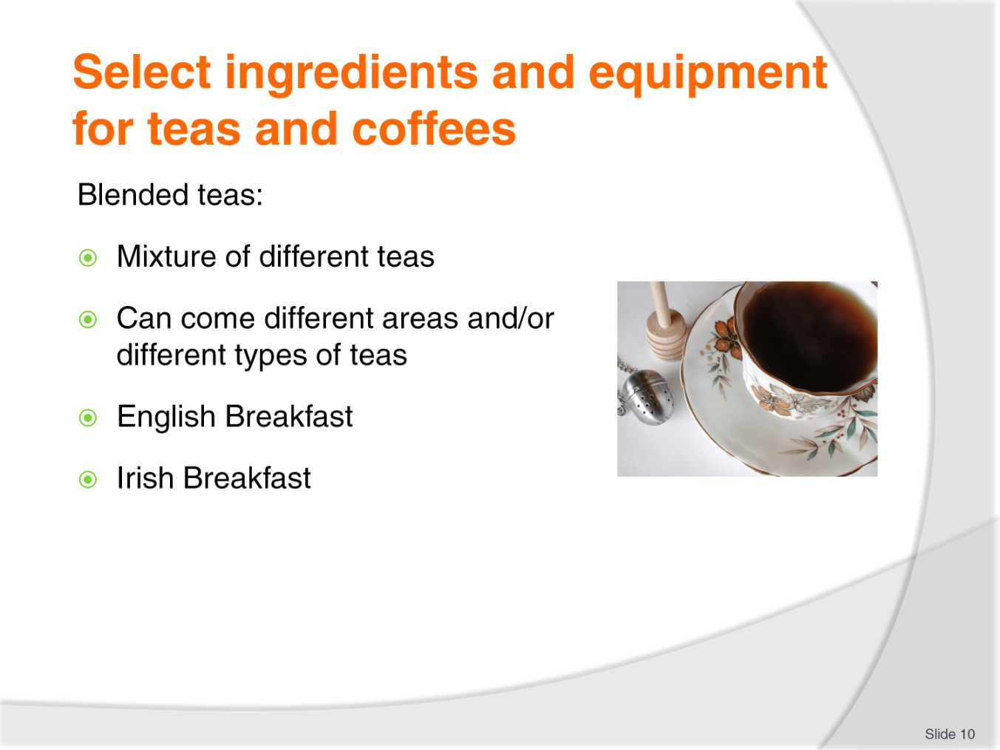 Select ingredients and equipment
for teas and coffees
Blended teas:
Mixture of different teas
Can come different areas and/or
different types of teas
English Breakfast
Irish Breakfast
Slide 10